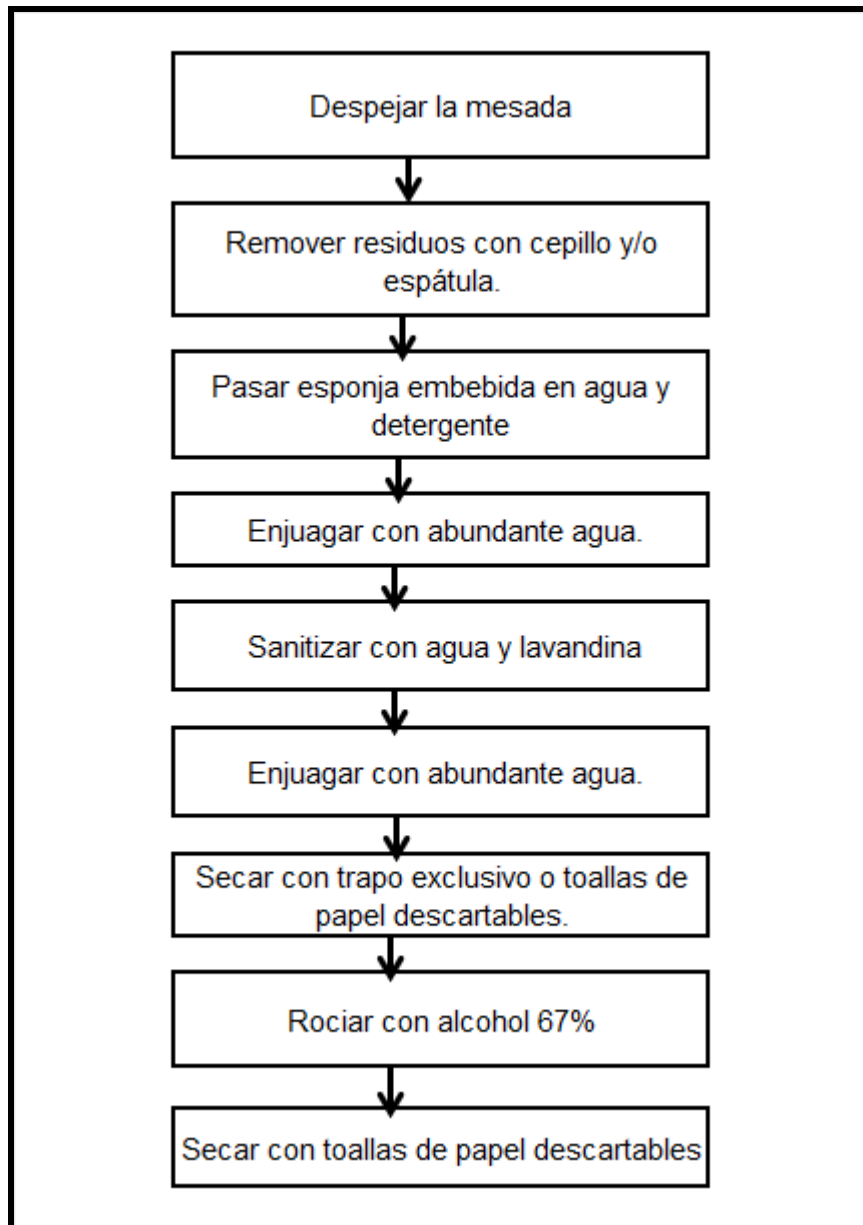 Despejar la mesada
Remover residuos con cepillo y/o
espátula.
Pasar esponja embebida en agua y
detergente
Enjuagar con abundante agua.
Sanitizar con agua y lavandina
Enjuagar con abundante agua.
Secar con trapo exclusivo o toallas de
papel descartables.
Rociar con alcohol 67%
Secar con toallas de papel descartables